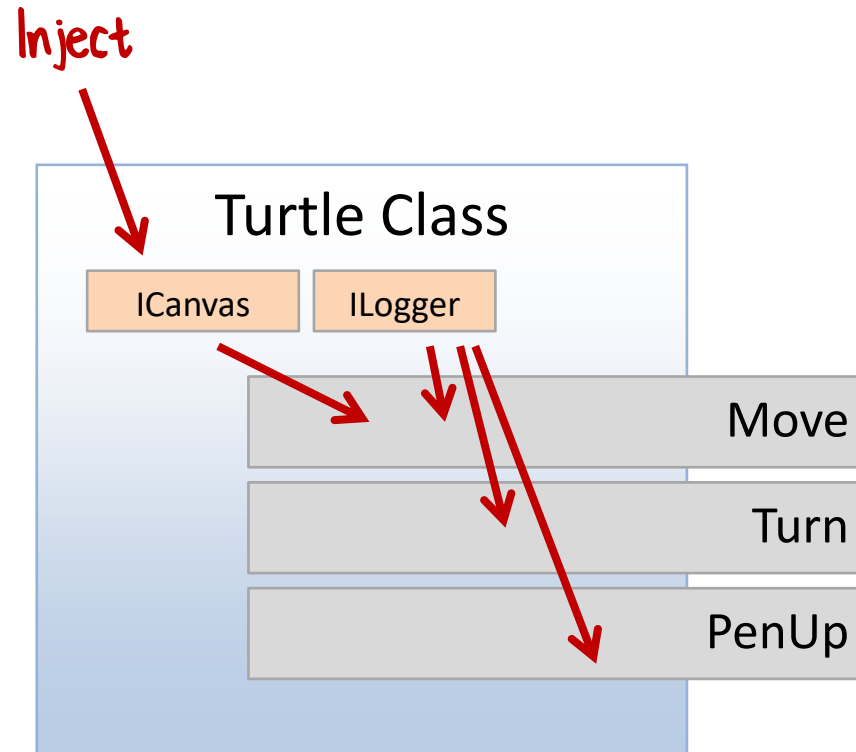 Inject
Turtle Class
ICanvas ILogger
Move
Turn
PenUp